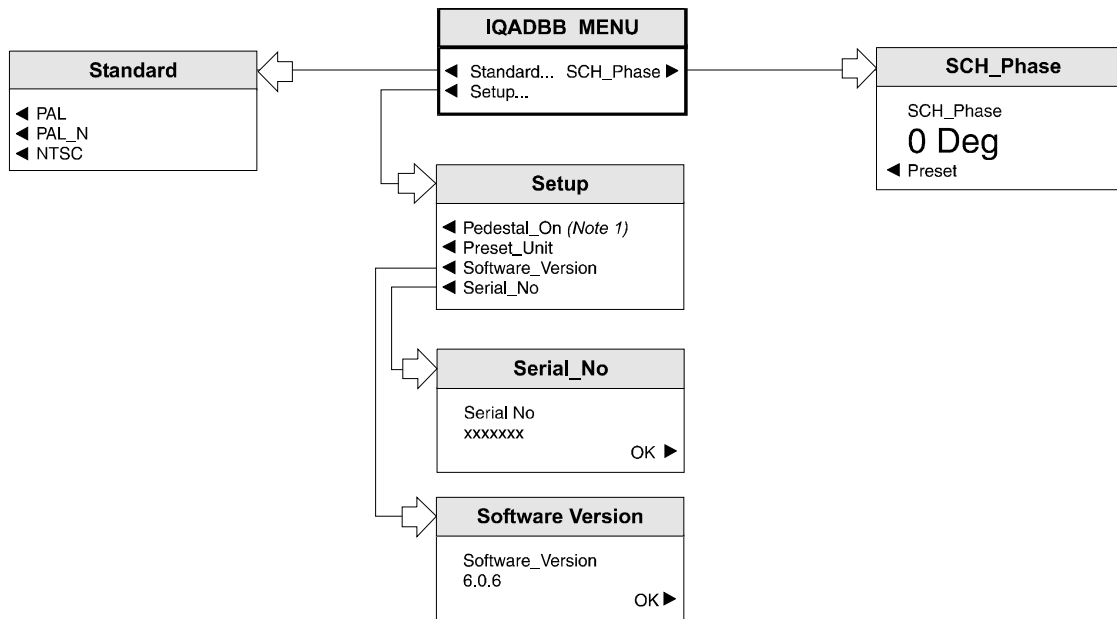 IQADBB MENU
Standard... SCH_Phase
Setup...
Standard
PAL
PAL_N
NTSC
SCH_Phase
SCH_Phase
0 Deg
Preset
Setup
Pedestal_On (Note 1)
Preset_Unit
Software_Version
Serial_No
Serial_No
Serial No
xxxxxxx
OK
Software Version
Software_Version
6.0.6
OK